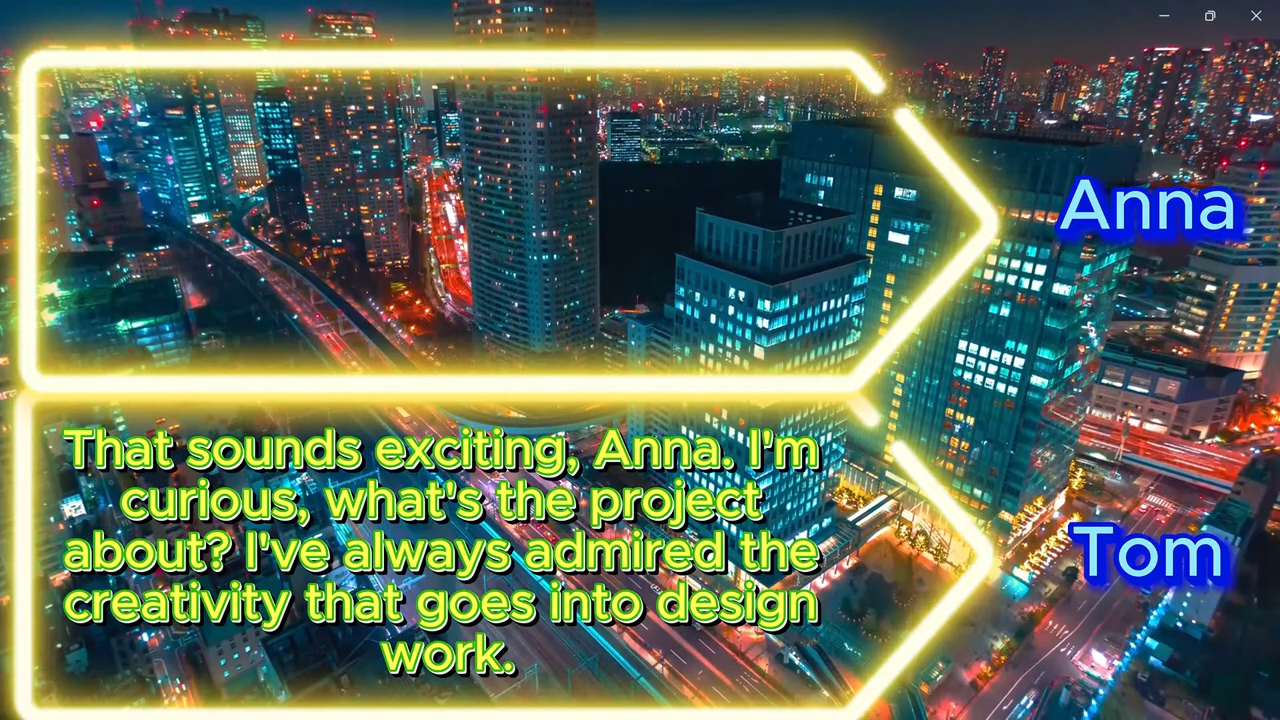 Anna
That sounds exciting, Anna. I'm
curious, what's the project
about? I've always admired the
creativity that goes into design
work.
Tom